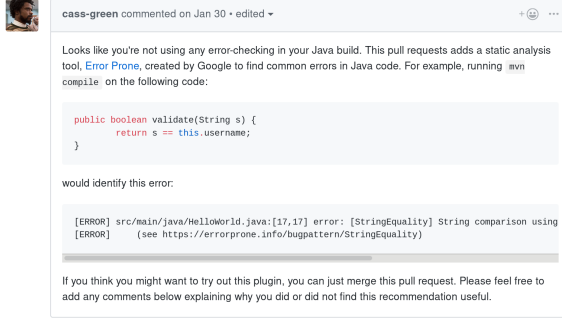 cass-green commented on Jan 30 • edited
Looks like you're not using any error-checking in your Java build. This pull requests adds a static analysis
tool, Error Prone, created by Google to find common errors in Java code. For example, running mvn
compile on the following code:
public boolean validate(String s) {
        return s == this.username;
}
would identify this error:
[ERROR] src/main/java/HelloWorld.java:[17,17] error: [StringEquality] String comparison using
[ERROR]     (see https://errorprone.info/bugpattern/StringEquality)
If you think you might want to try out this plugin, you can just merge this pull request. Please feel free to
add any comments below explaining why you did or did not find this recommendation useful.